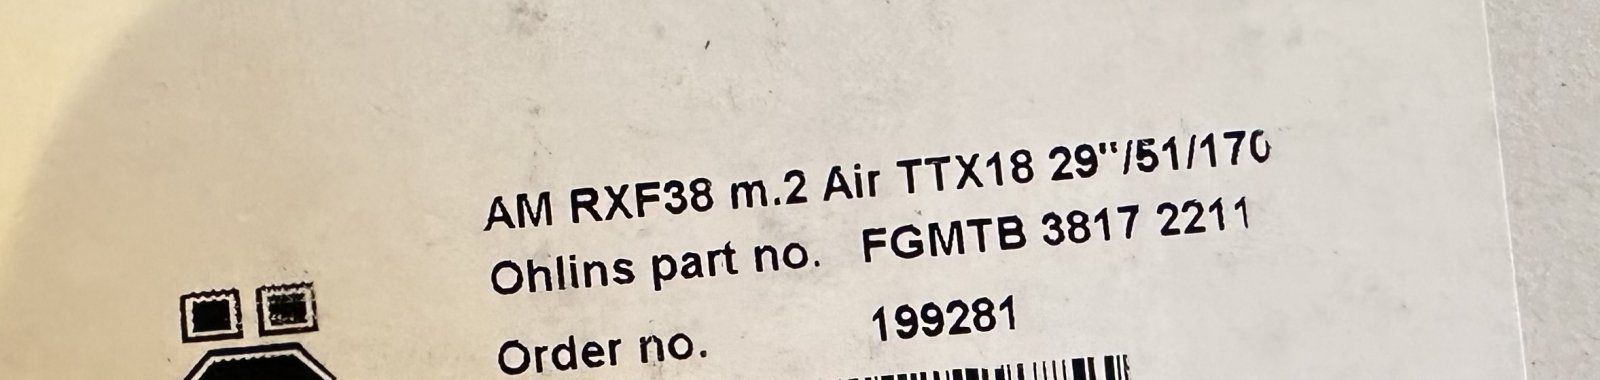 AM RXF38 m.2 Air TTX18 29"/51/170
Ohlins part no. FGMTB 3817 2211
Order no. 199281